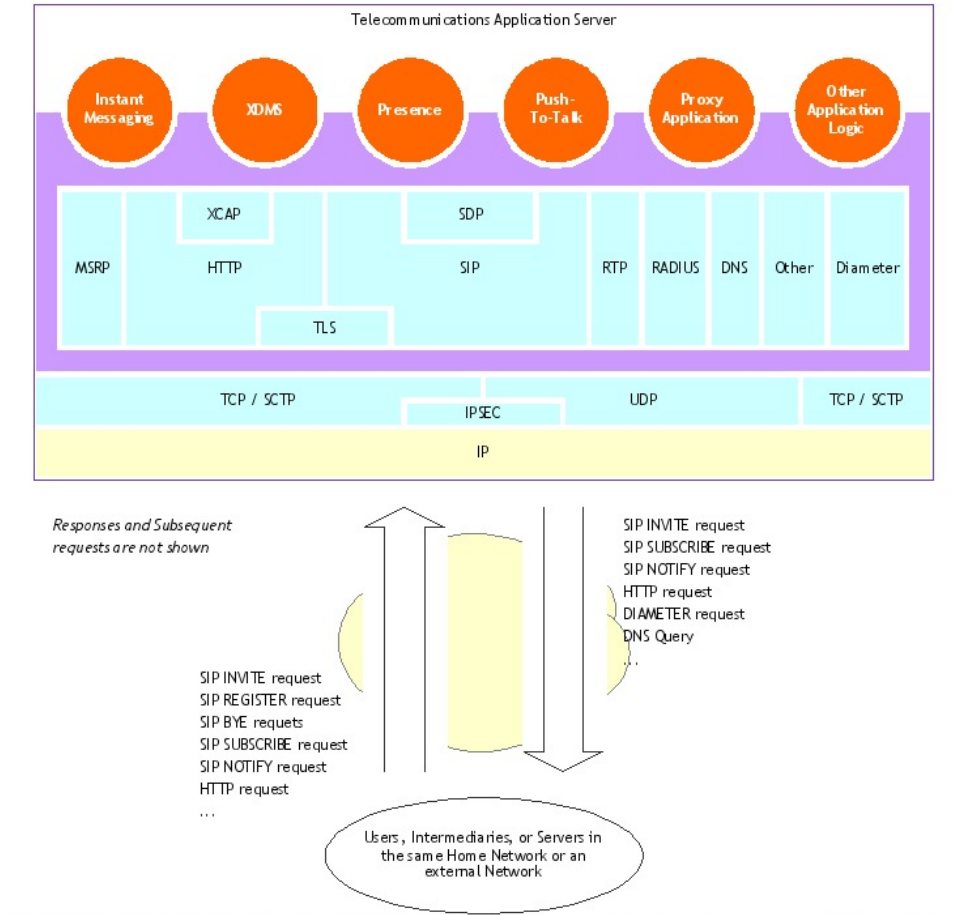 Telecommunications Application Server
Instant
Messaging
XDMS
Presence
Push-
To-Talk
Proxy
Application
Other
Application
Logic
XCAP
SDP
MSRP
HTTP
SIP
RTP
RADIUS
DNS
Other
Diameter
TLS
TCP / SCTP
UDP
TCP / SCTP
IPSEC
IP
Responses and Subsequent
requests are not shown
SIP INVITE request
SIP SUBSCRIBE request
SIP NOTIFY request
HTTP request
DIAMETER request
DNS Query
...
SIP INVITE request
SIP REGISTER request
SIP BYE requets
SIP SUBSCRIBE request
SIP NOTIFY request
HTTP request
...
Users, Intermediaries, or Servers in
the same Home Network or an
external Network